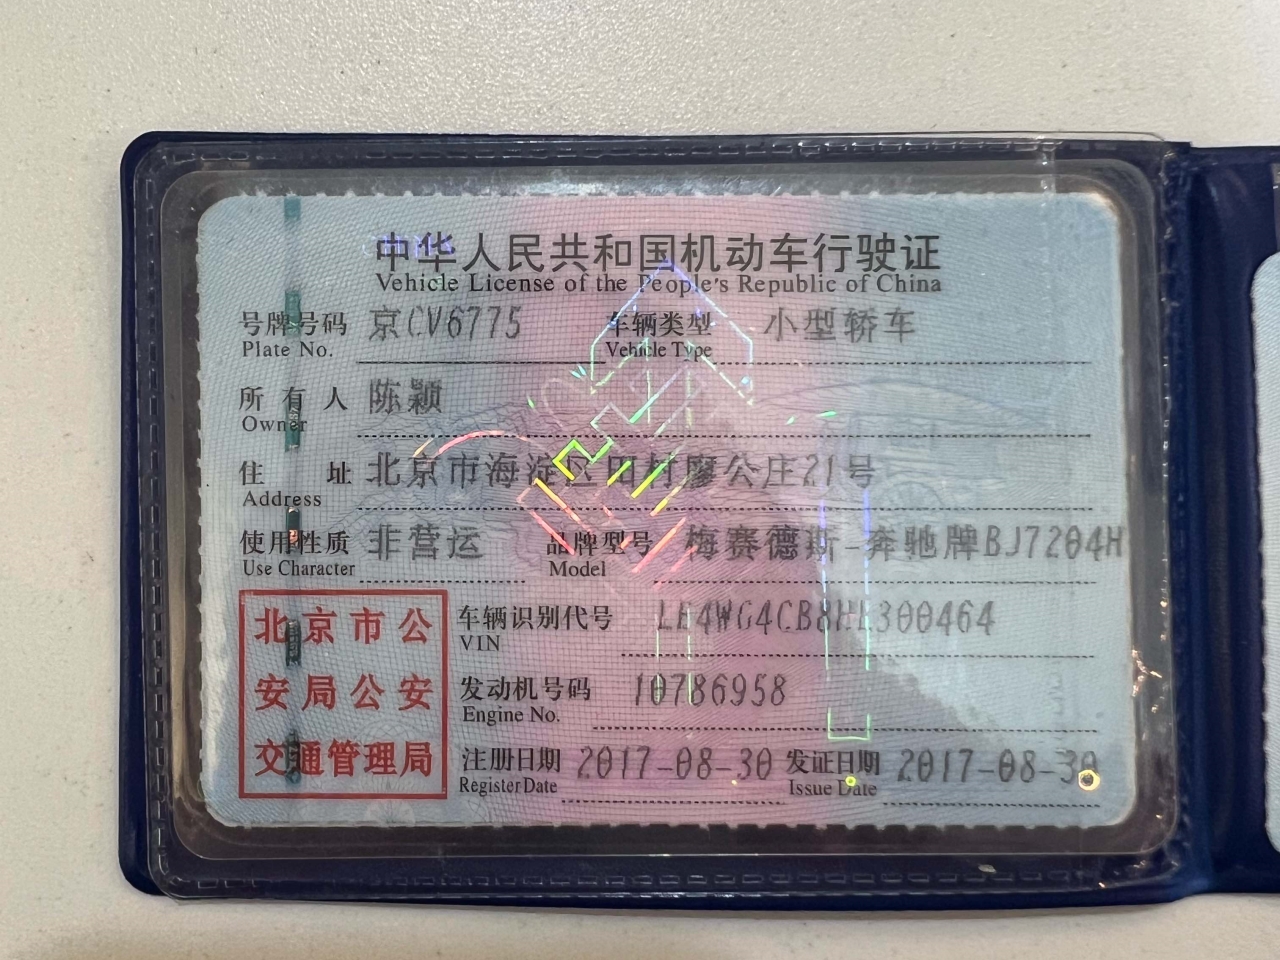 中华人民共和国机动车行驶证
Vehicle License of the People's Republic of China
号牌号码 京CV6775 车辆类型 小型轿车
Plate No. Vehicle Type
所有人 陈颖
Owner
住址 北京市海淀区田村廖公庄21号
Address
使用性质 非营运 品牌型号 梅赛德斯-奔驰牌BJ7204H
Use Character Model
北京市公
安局公安
交通管理局
车辆识别代号 LE4WG4CB8HL300464
VIN
发动机号码 10786958
Engine No.
注册日期 2017-08-30 发证日期 2017-08-30
Register Date Issue Date